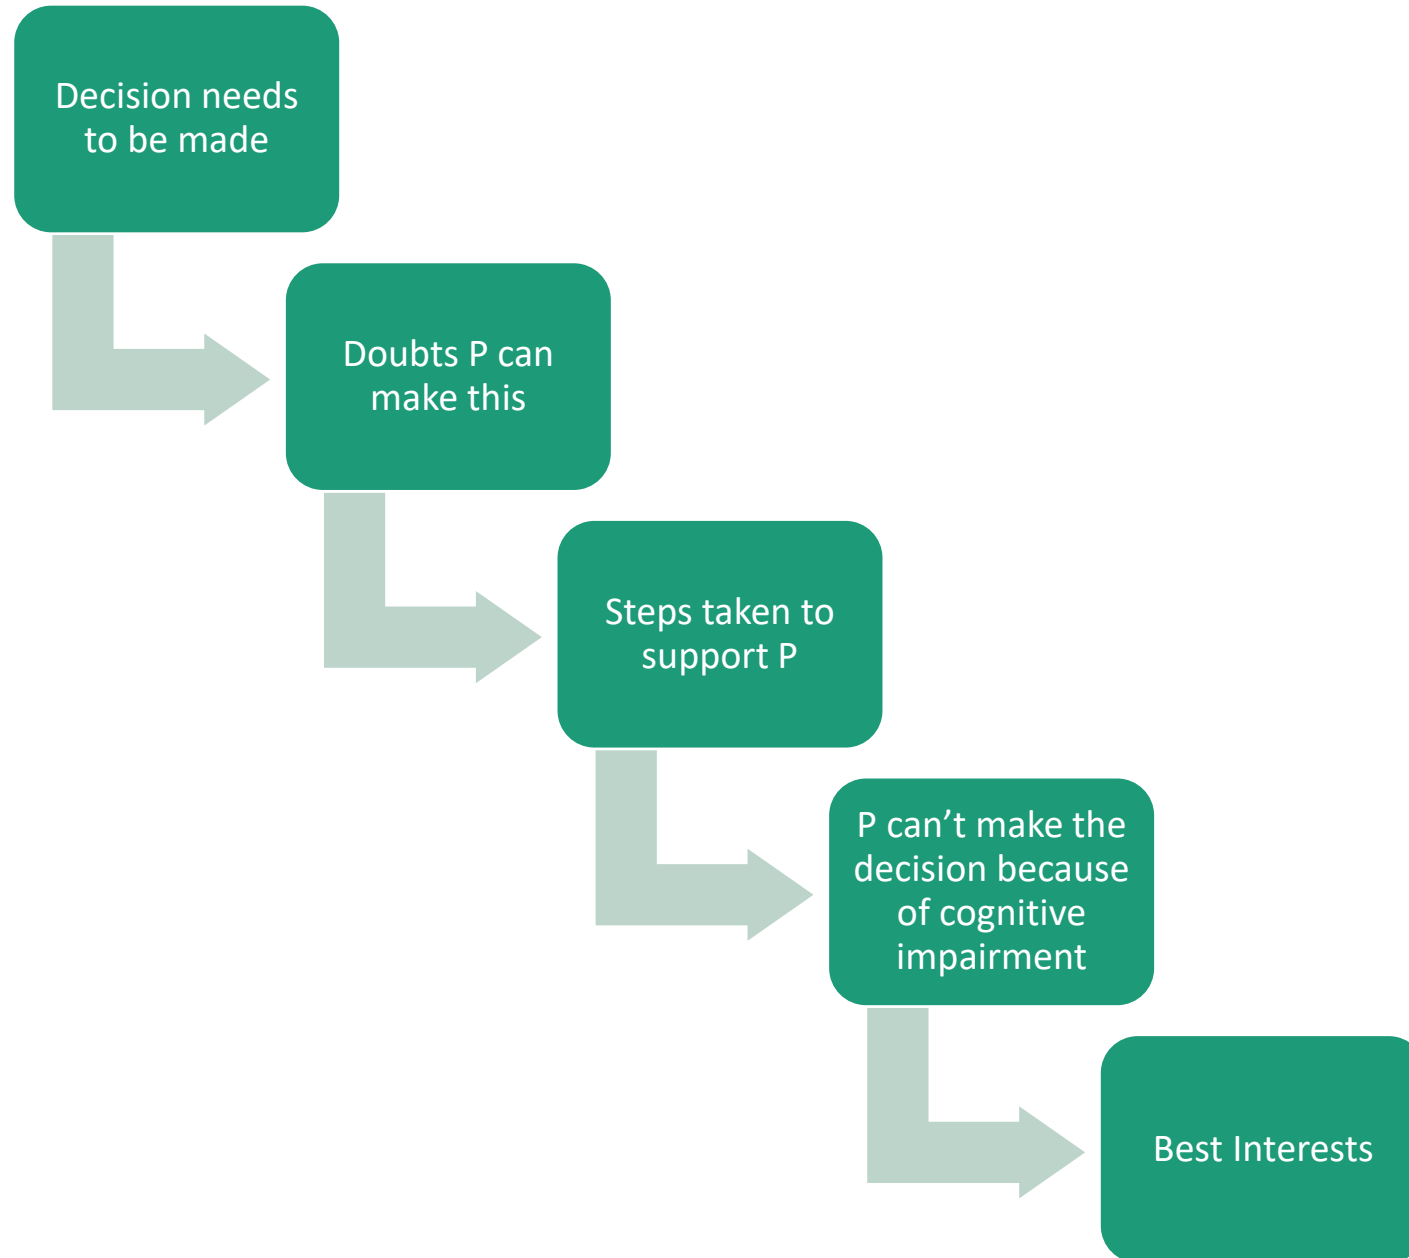 Decision needs
to be made
Doubts P can
make this
Steps taken to
support P
P can’t make the
decision because
of cognitive
impairment
Best Interests